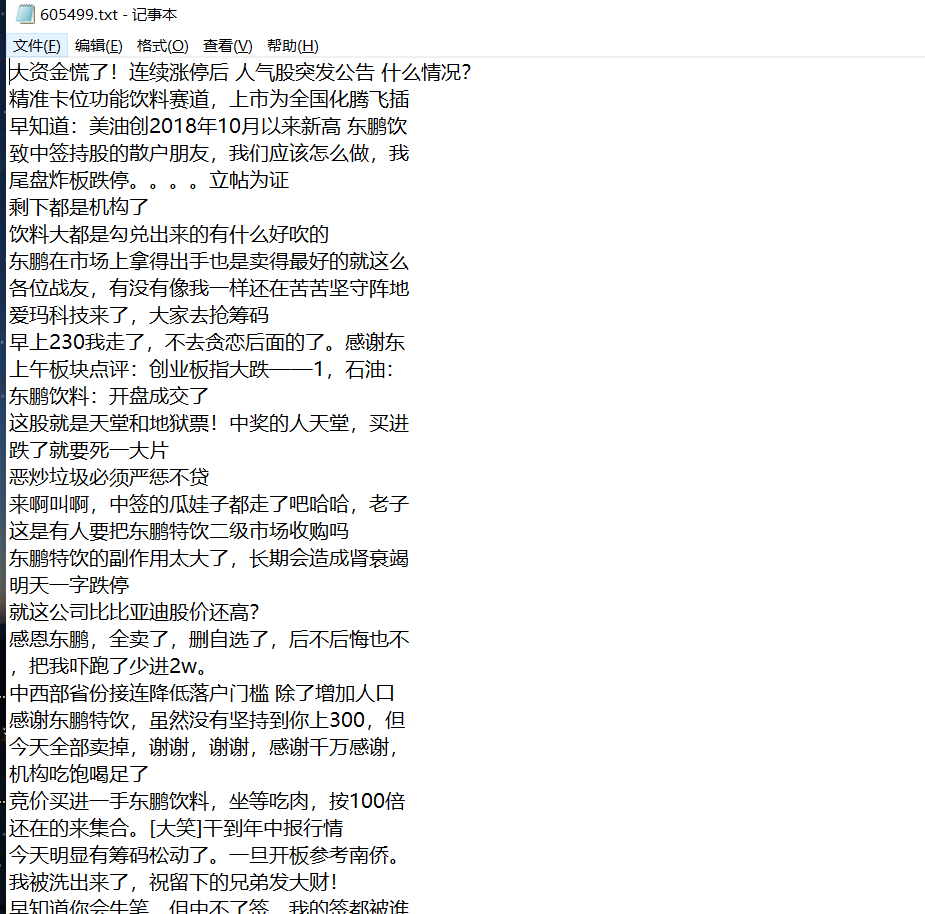 605499.txt - 记事本
文件(F) 编辑(E) 格式(O) 查看(V) 帮助(H)
大资金慌了！连续涨停后 人气股突发公告 什么情况？
精准卡位功能饮料赛道，上市为全国化腾飞插
早知道：美油创2018年10月以来新高 东鹏饮
致中签持股的散户朋友，我们应该怎么做，我
尾盘炸板跌停。。。。立帖为证
剩下都是机构了
饮料大都是勾兑出来的有什么好吹的
东鹏在市场上拿得出手也是卖得最好的就这么
各位战友，有没有像我一样还在苦苦坚守阵地
爱玛科技来了，大家去抢筹码
早上230我走了，不去贪恋后面的了。感谢东
上午板块点评：创业板指大跌——1，石油：
东鹏饮料：开盘成交了
这股就是天堂和地狱票！中奖的人天堂，买进
跌了就要死一大片
恶炒垃圾必须严惩不贷
来啊叫啊，中签的瓜娃子都走了吧哈哈，老子
这是有人要把东鹏特饮二级市场收购吗
东鹏特饮的副作用太大了，长期会造成肾衰竭
明天一字跌停
就这公司比比亚迪股价还高？
感恩东鹏，全卖了，删自选了，后不后悔也不
，把我吓跑了少进2w。
中西部省份接连降低落户门槛 除了增加人口
感谢东鹏特饮，虽然没有坚持到你上300，但
今天全部卖掉，谢谢，谢谢，感谢千万感谢，
机构吃饱喝足了
竞价买进一手东鹏饮料，坐等吃肉，按100倍
还在的来集合。[大笑]干到年中报行情
今天明显有筹码松动了。一旦开板参考南侨。
我被洗出来了，祝留下的兄弟发大财！
早知道你会牛笔，但中不了签，我的签都被谁